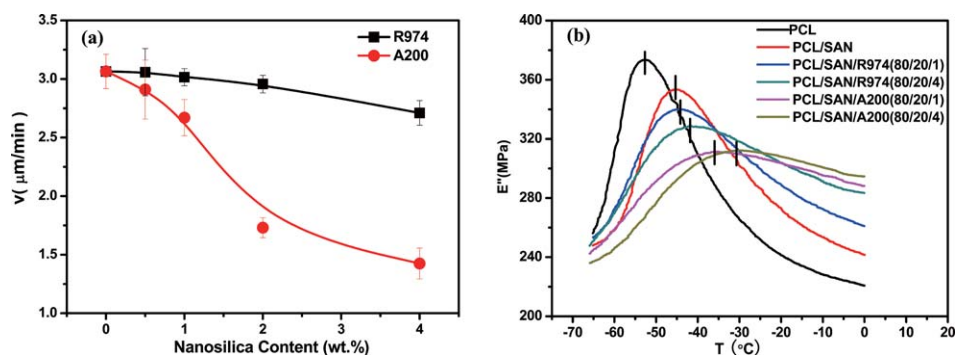 (a)
R974
A200
v( μm/min)
3.5
3.0
2.5
2.0
1.5
1.0
0 1 2 3 4
Nanosilica Content (wt.%)
(b)
PCL
PCL/SAN
PCL/SAN/R974(80/20/1)
PCL/SAN/R974(80/20/4)
PCL/SAN/A200(80/20/1)
PCL/SAN/A200(80/20/4)
E''(MPa)
400
360
320
280
240
200
-70 -60 -50 -40 -30 -20 -10 0 10 20
T (°C)